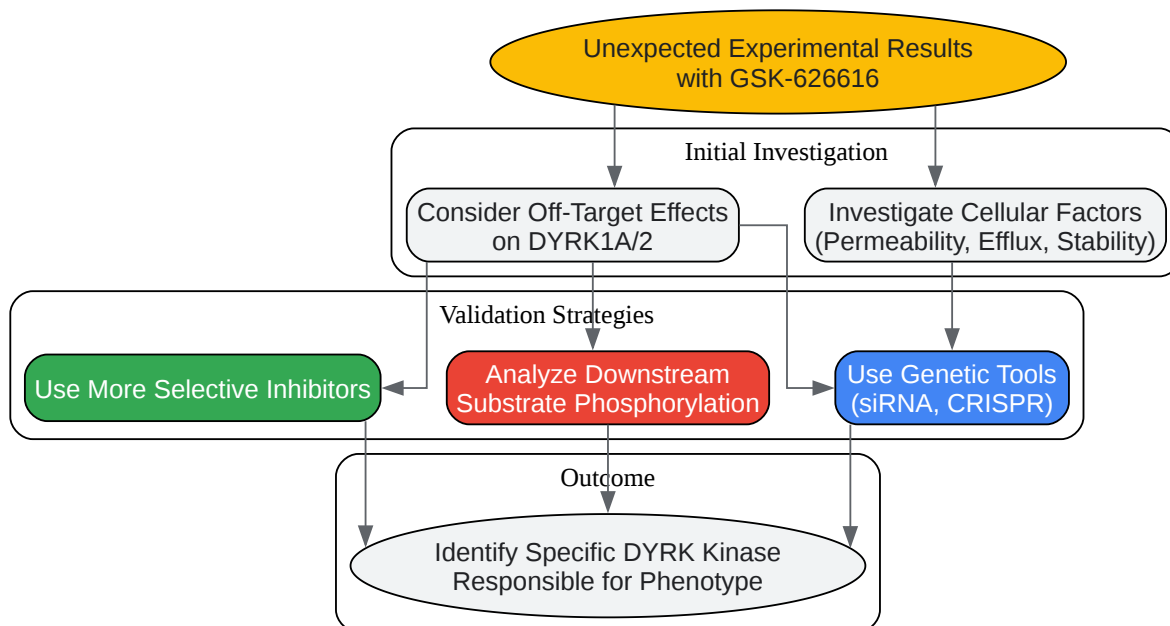 Unexpected Experimental Results
with GSK-626616
Initial Investigation
Consider Off-Target Effects
on DYRK1A/2
Investigate Cellular Factors
(Permeability, Efflux, Stability)
Validation Strategies
Use More Selective Inhibitors
Analyze Downstream
Substrate Phosphorylation
Use Genetic Tools
(siRNA, CRISPR)
Outcome
Identify Specific DYRK Kinase
Responsible for Phenotype